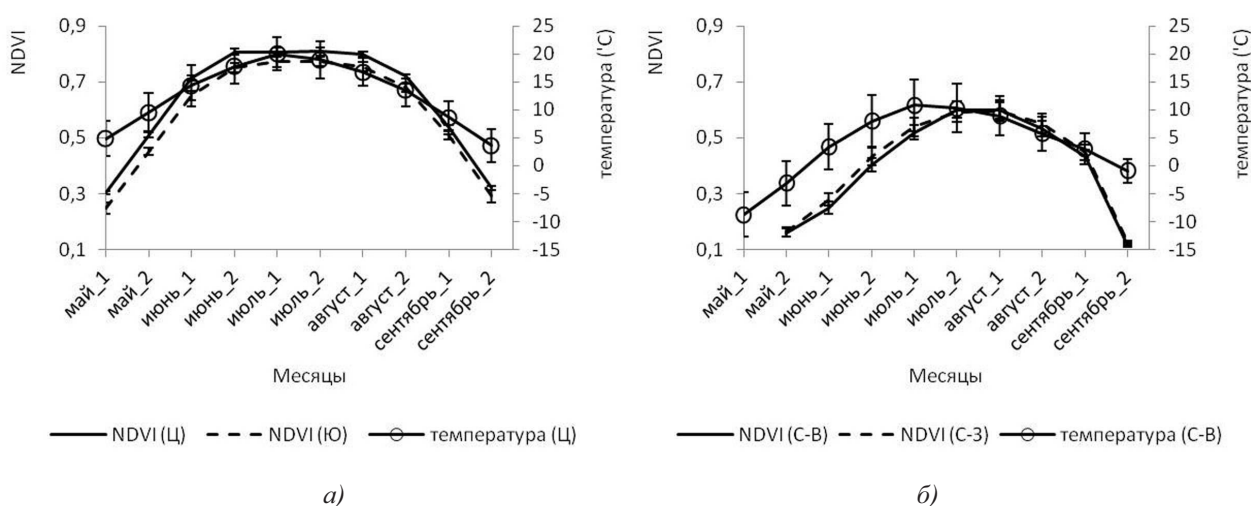 NDVI
0,9
0,7
0,5
0,3
0,1
25
20
15
10
5
0
-5
-10
-15
температура ('С)
май_1
май_2
июнь_1
июнь_2
июль_1
июль_2
август_1
август_2
сентябрь_1
сентябрь_2
Месяцы
NDVI (Ц) NDVI (Ю) температура (Ц)
а)
NDVI
0,9
0,7
0,5
0,3
0,1
25
20
15
10
5
0
-5
-10
-15
температура ('С)
май_1
май_2
июнь_1
июнь_2
июль_1
июль_2
август_1
август_2
сентябрь_1
сентябрь_2
Месяцы
NDVI (С-В) NDVI (С-З) температура (С-В)
б)